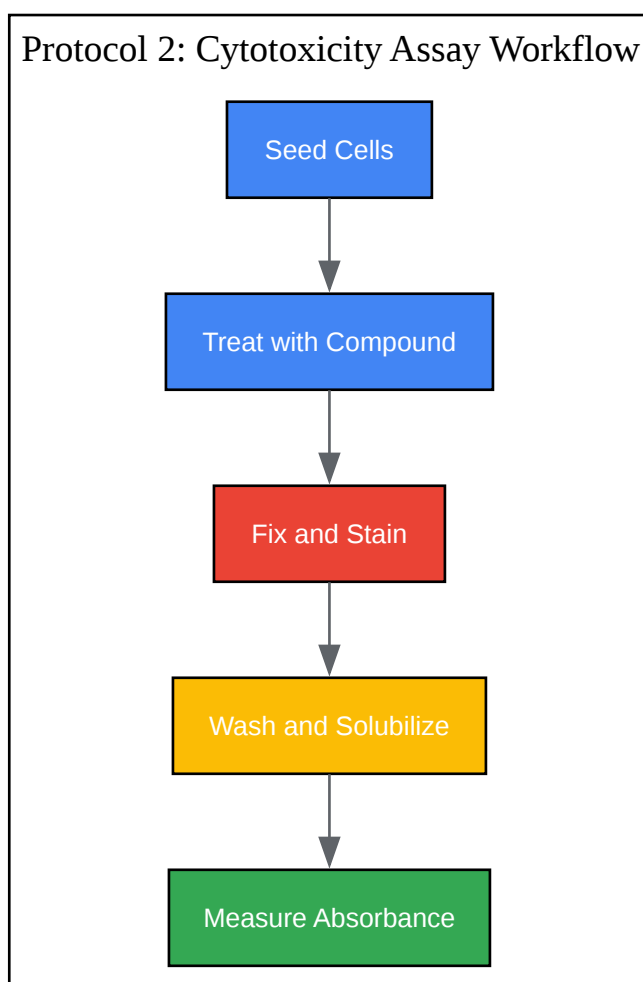 Protocol 2: Cytotoxicity Assay Workflow
Seed Cells
Treat with Compound
Fix and Stain
Wash and Solubilize
Measure Absorbance